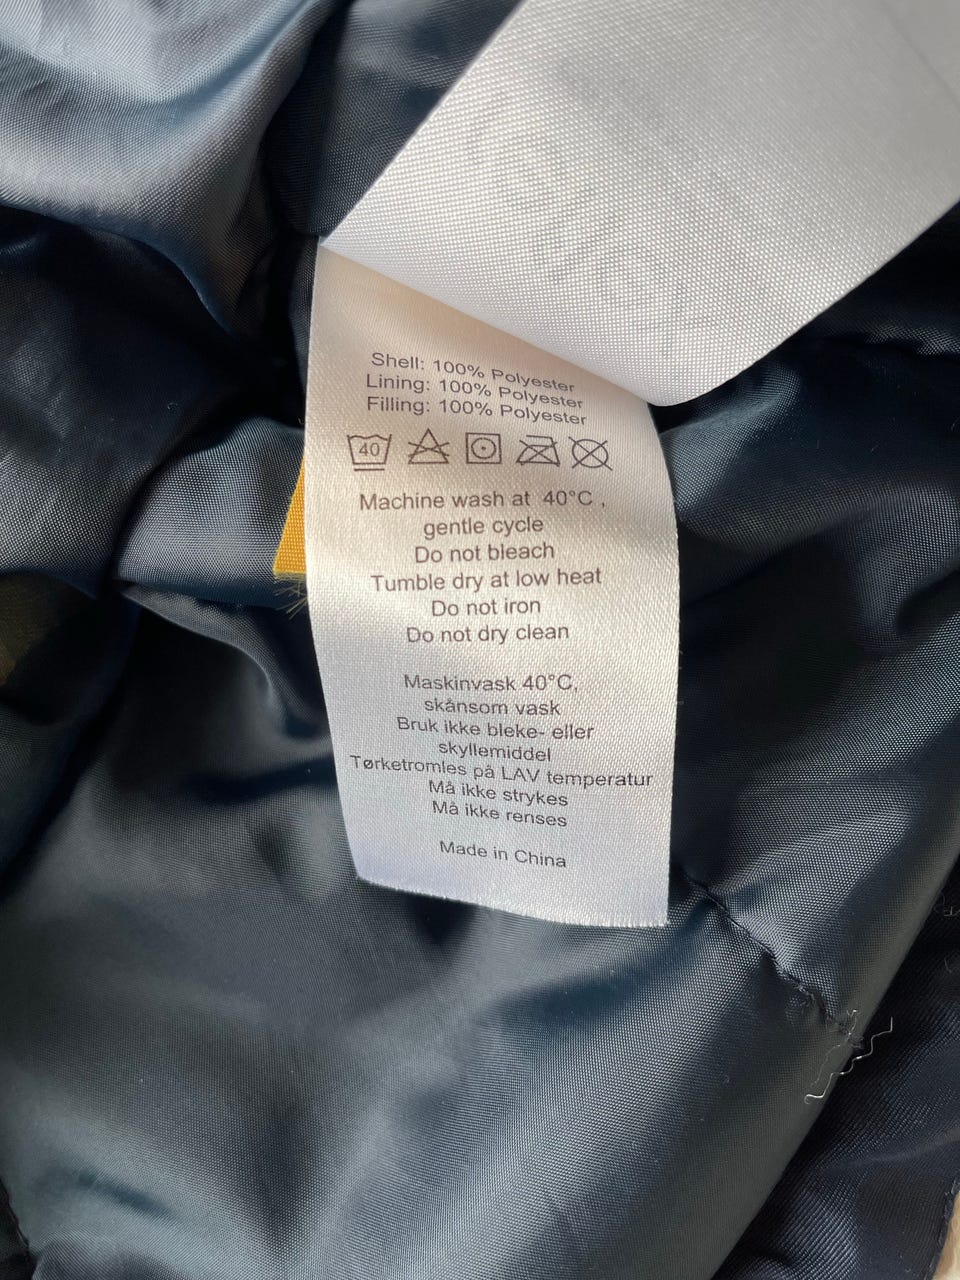 Shell: 100% Polyester
Lining: 100% Polyester
Filling: 100% Polyester
40
Machine wash at 40°C ,
gentle cycle
Do not bleach
Tumble dry at low heat
Do not iron
Do not dry clean
Maskinvask 40°C,
skånsom vask
Bruk ikke bleke- eller
skyllemiddel
Tørketromles på LAV temperatur
Må ikke strykes
Må ikke renses
Made in China